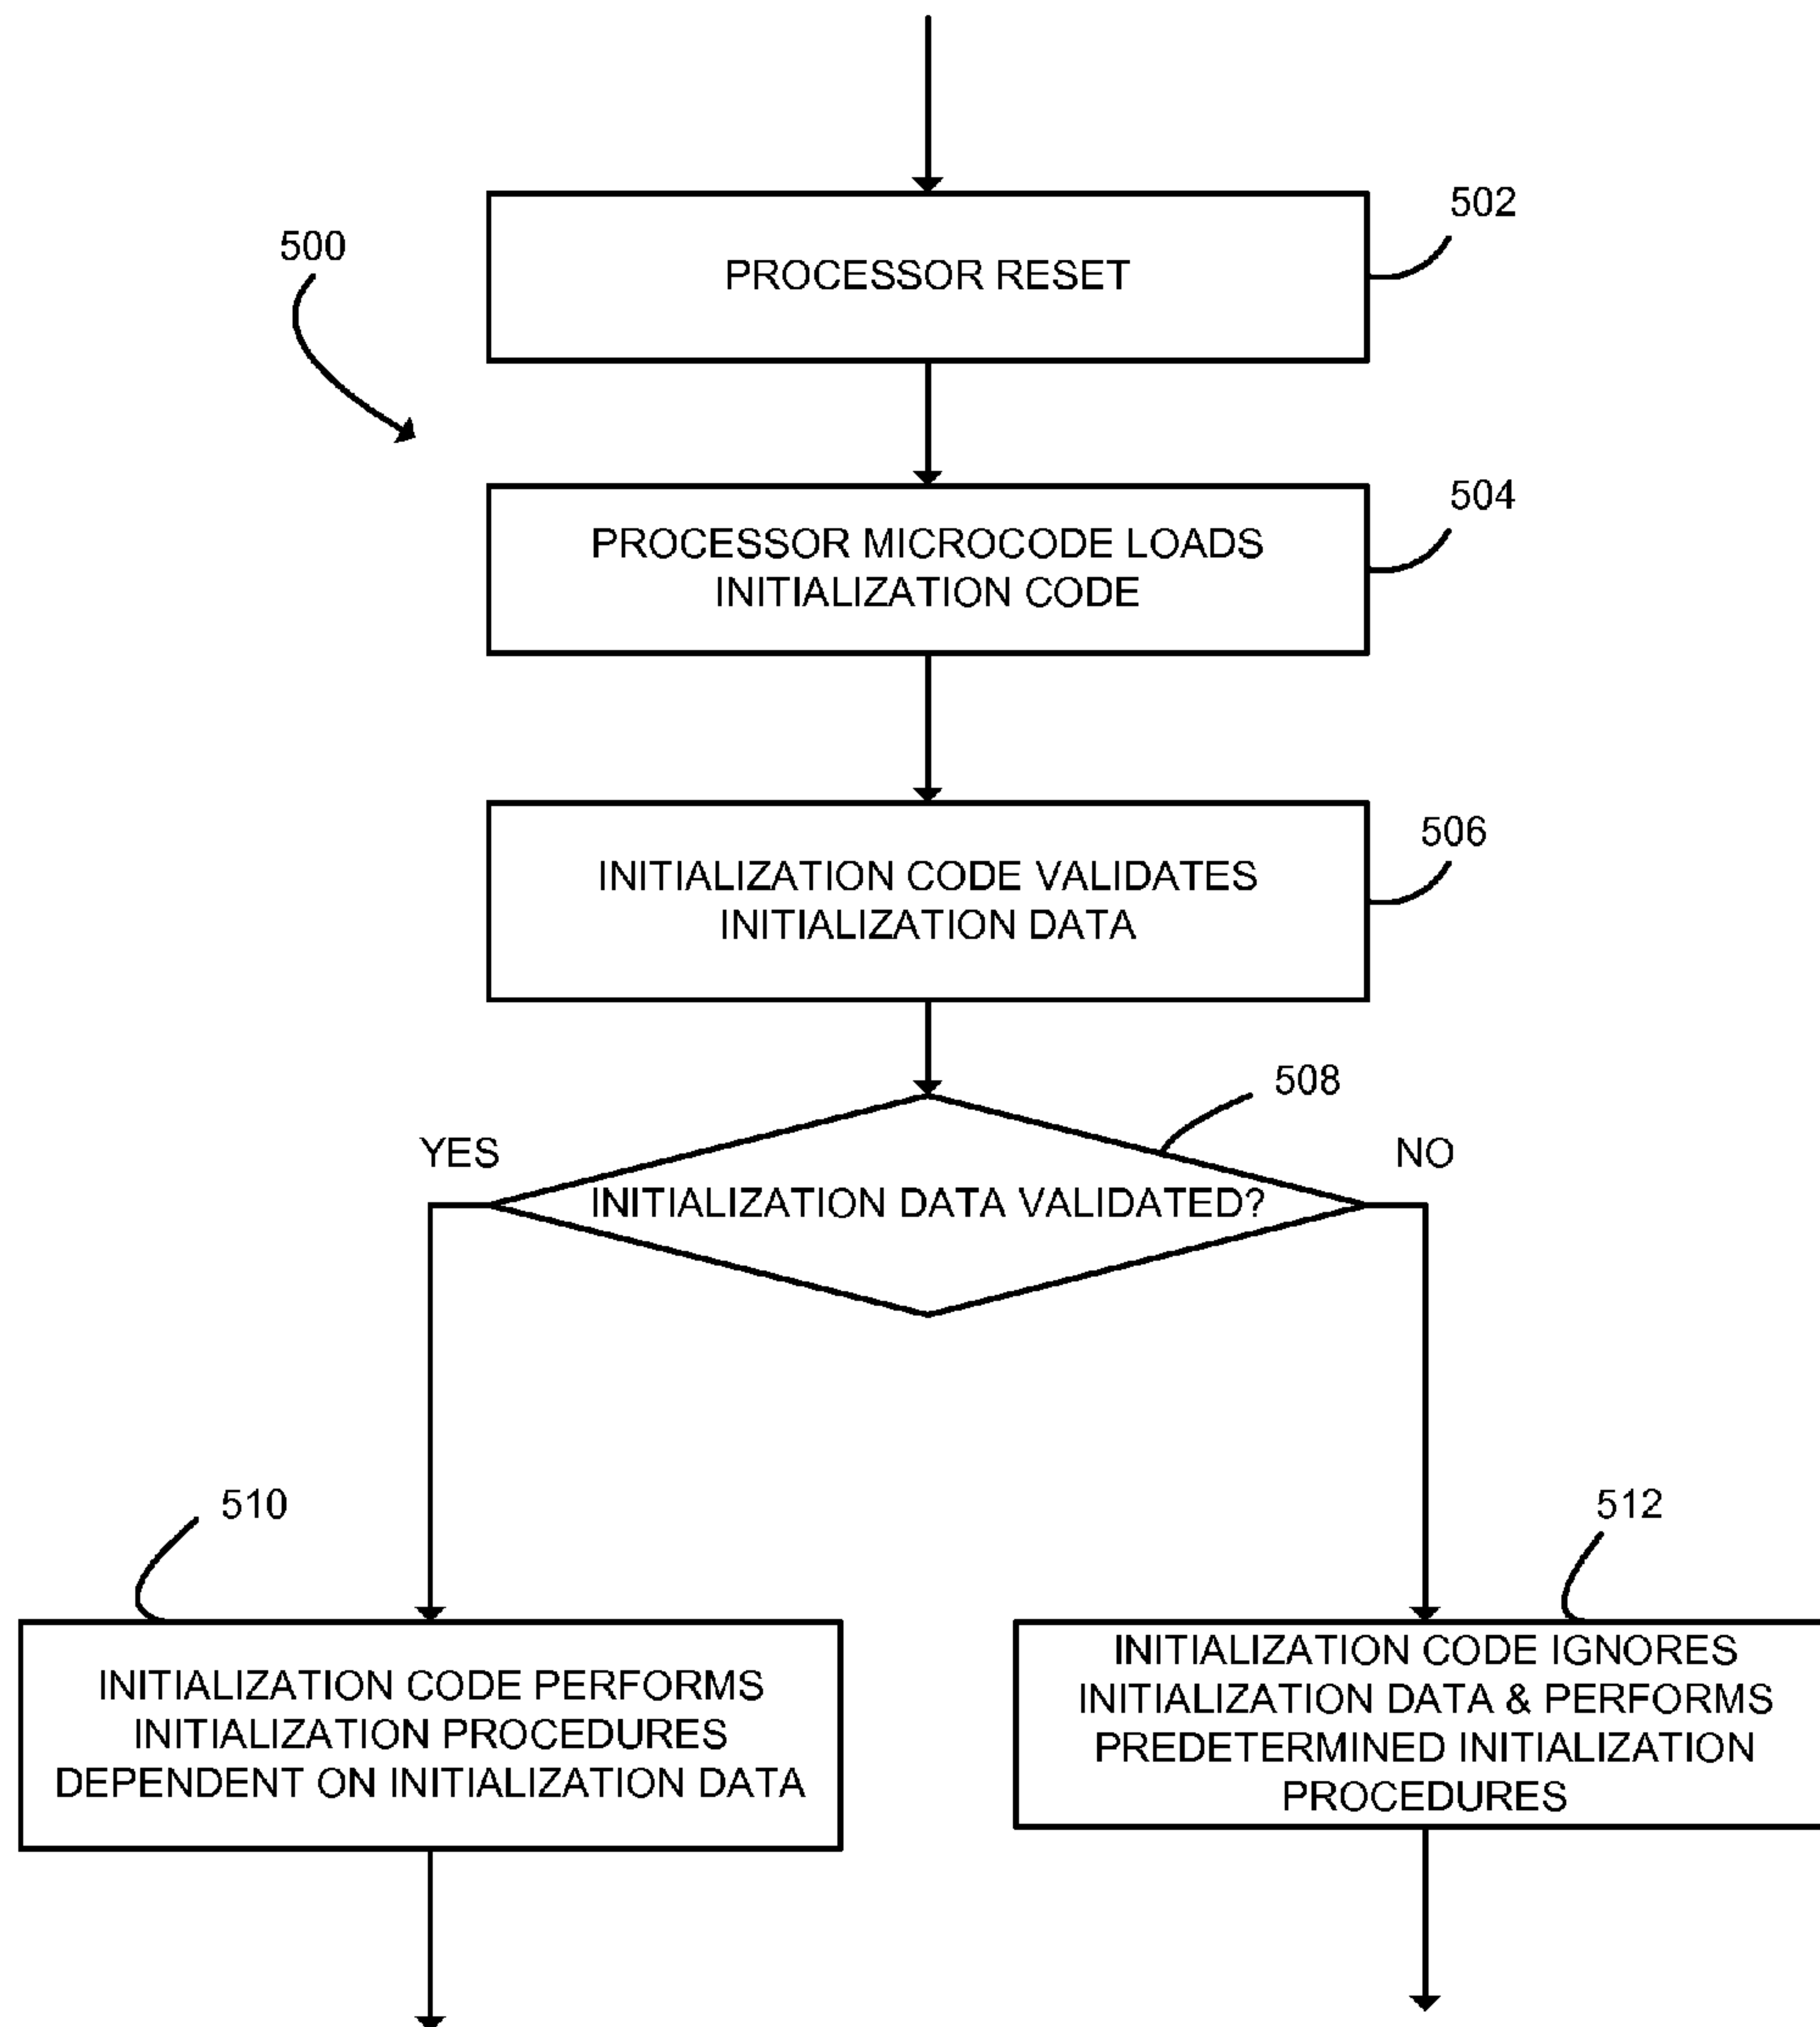 502
500
PROCESSOR RESET
504
PROCESSOR MICROCODE LOADS
INITIALIZATION CODE
506
INITIALIZATION CODE VALIDATES
INITIALIZATION DATA
508
YES
NO
INITIALIZATION DATA VALIDATED?
510
512
INITIALIZATION CODE PERFORMS
INITIALIZATION PROCEDURES
DEPENDENT ON INITIALIZATION DATA
INITIALIZATION CODE IGNORES
INITIALIZATION DATA & PERFORMS
PREDETERMINED INITIALIZATION
PROCEDURES